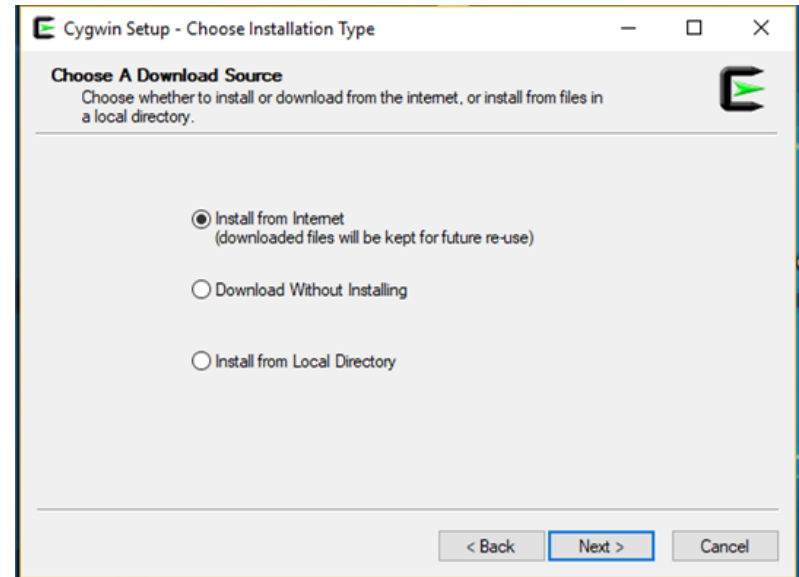 Cygwin Setup - Choose Installation Type
Choose A Download Source
Choose whether to install or download from the internet, or install from files in
a local directory.
Install from Internet
(downloaded files will be kept for future re-use)
Download Without Installing
Install from Local Directory
< Back Next > Cancel